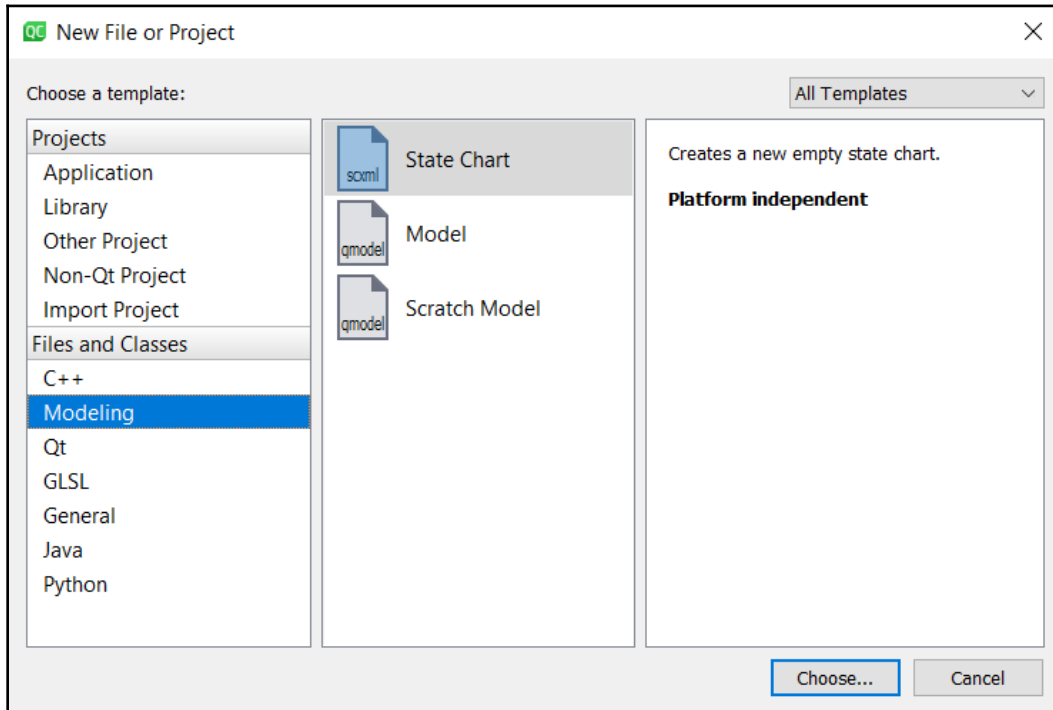 QC New File or Project
Choose a template:
All Templates
Projects
Application
Library
Other Project
Non-Qt Project
Import Project
Files and Classes
C++
Modeling
Qt
GLSL
General
Java
Python
scxml
State Chart
qmodel
Model
qmodel
Scratch Model
Creates a new empty state chart.
Platform independent
Choose...
Cancel